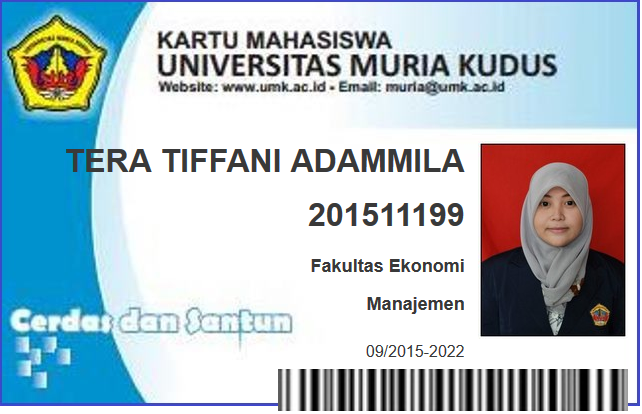 KARTU MAHASISWA
UNIVERSITAS MURIA KUDUS
Website: www.umk.ac.id - Email: muria@umk.ac.id
TERA TIFFANI ADAMMILA
201511199
Fakultas Ekonomi
Manajemen
Cerdas dan Santun
09/2015-2022